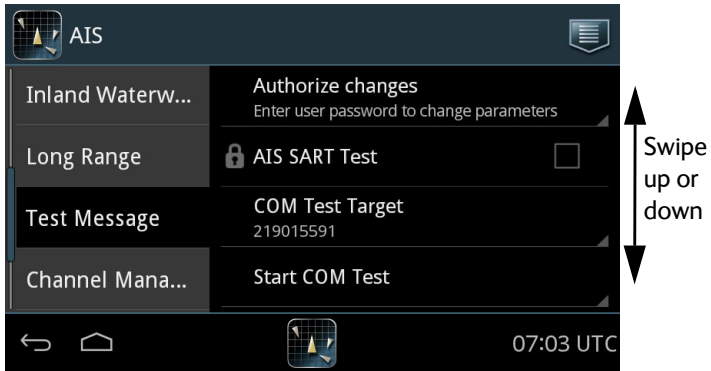 AIS
Inland Waterw...
Long Range
Test Message
Channel Mana...
Authorize changes
Enter user password to change parameters
AIS SART Test
COM Test Target
219015591
Start COM Test
07:03 UTC
Swipe
up or
down